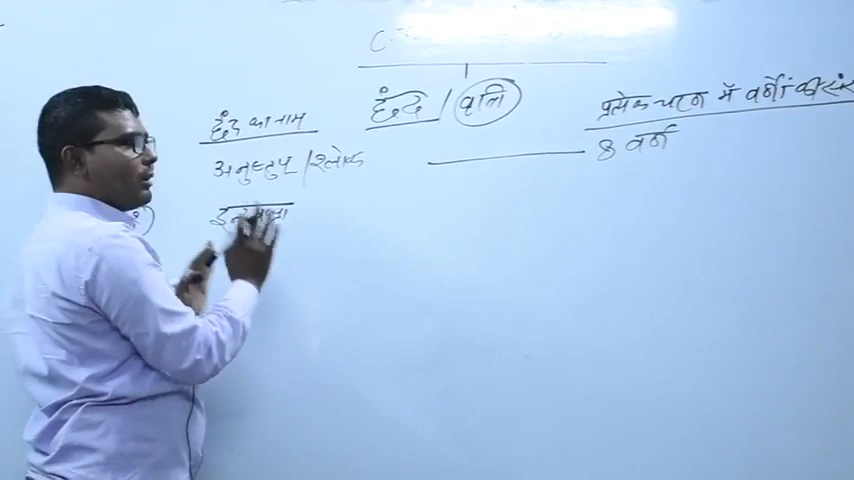 छंद / वृत्ति
छंद का नाम
प्रत्येक चरण में वर्णों की सं
अनुष्टुप / श्लोक
8 वर्ण